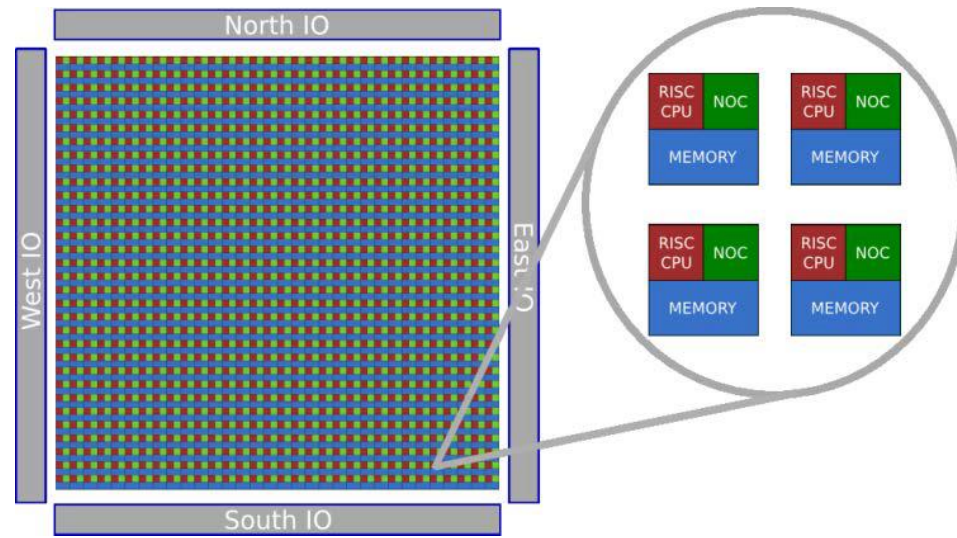 North IO
West IO
East IO
South IO
RISC
CPU
NOC
MEMORY
RISC
CPU
NOC
MEMORY
RISC
CPU
NOC
MEMORY
RISC
CPU
NOC
MEMORY